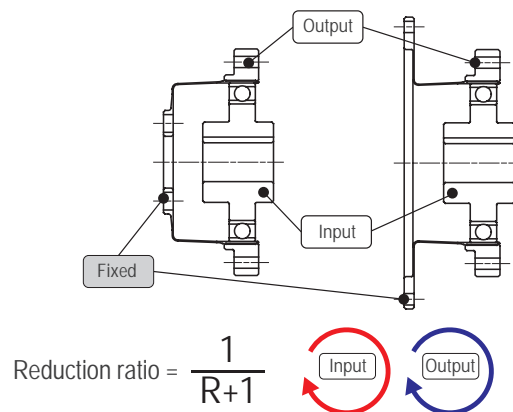 Output
Input
Fixed
Reduction ratio = 1 / R+1
Input
Output